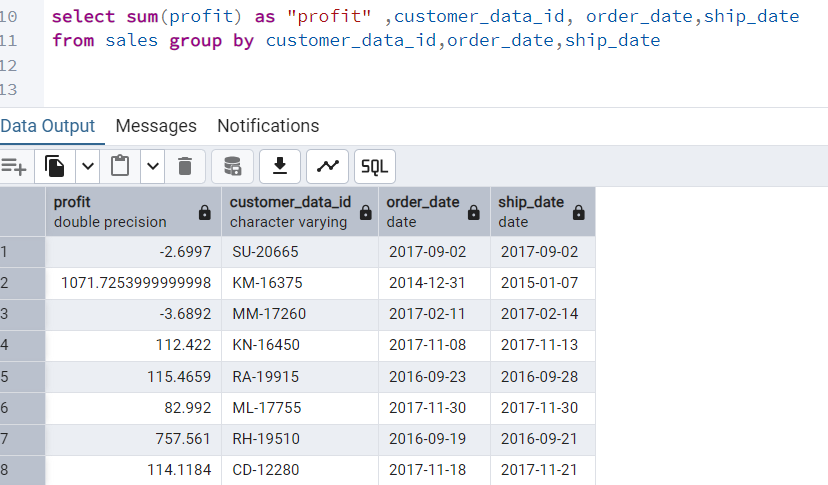 10 select sum(profit) as "profit" ,customer_data_id, order_date,ship_date
11 from sales group by customer_data_id,order_date,ship_date
12
13
Data Output Messages Notifications
SQL
profit customer_data_id order_date ship_date
double precision character varying date date
1 -2.6997 SU-20665 2017-09-02 2017-09-02
2 1071.7253999999998 KM-16375 2014-12-31 2015-01-07
3 -3.6892 MM-17260 2017-02-11 2017-02-14
4 112.422 KN-16450 2017-11-08 2017-11-13
5 115.4659 RA-19915 2016-09-23 2016-09-28
6 82.992 ML-17755 2017-11-30 2017-11-30
7 757.561 RH-19510 2016-09-19 2016-09-21
8 114.1184 CD-12280 2017-11-18 2017-11-21